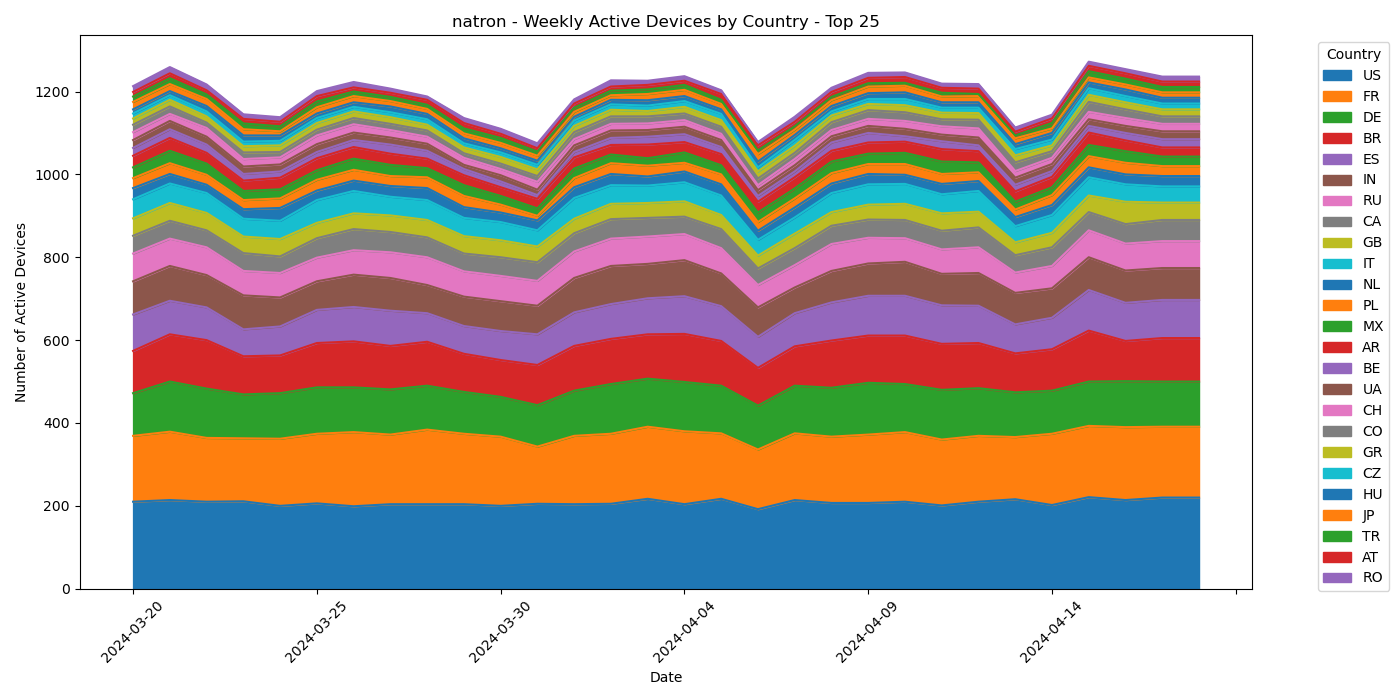 natron - Weekly Active Devices by Country - Top 25
Number of Active Devices
1200
1000
800
600
400
200
0
2024-03-20
2024-03-25
2024-03-30
2024-04-04
2024-04-09
2024-04-14
Date
Country
US
FR
DE
BR
ES
IN
RU
CA
GB
IT
NL
PL
MX
AR
BE
UA
CH
CO
GR
CZ
HU
JP
TR
AT
RO